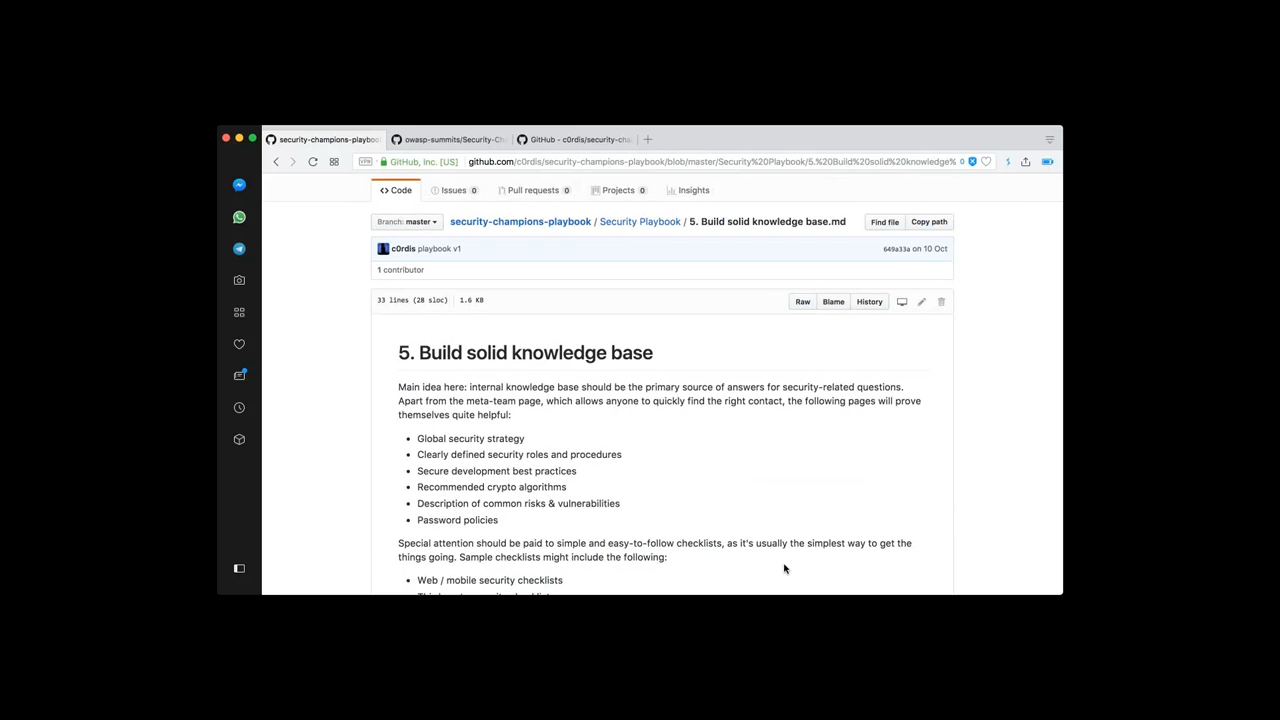 security-champions-playboo
owasp-summits/Security-Ch
GitHub - c0rdis/security-cha
VPN GitHub, Inc. [US] github.com/c0rdis/security-champions-playbook/blob/master/Security%20Playbook/5.%20Build%20solid%20knowledge% 0
Code Issues 0 Pull requests 0 Projects 0 Insights
Branch: master security-champions-playbook / Security Playbook / 5. Build solid knowledge base.md Find file Copy path
c0rdis playbook v1 649a33a on 10 Oct
1 contributor
33 lines (28 sloc) 1.6 KB Raw Blame History
5. Build solid knowledge base
Main idea here: internal knowledge base should be the primary source of answers for security-related questions.
Apart from the meta-team page, which allows anyone to quickly find the right contact, the following pages will prove
themselves quite helpful:
• Global security strategy
• Clearly defined security roles and procedures
• Secure development best practices
• Recommended crypto algorithms
• Description of common risks & vulnerabilities
• Password policies
Special attention should be paid to simple and easy-to-follow checklists, as it's usually the simplest way to get the
things going. Sample checklists might include the following:
• Web / mobile security checklists